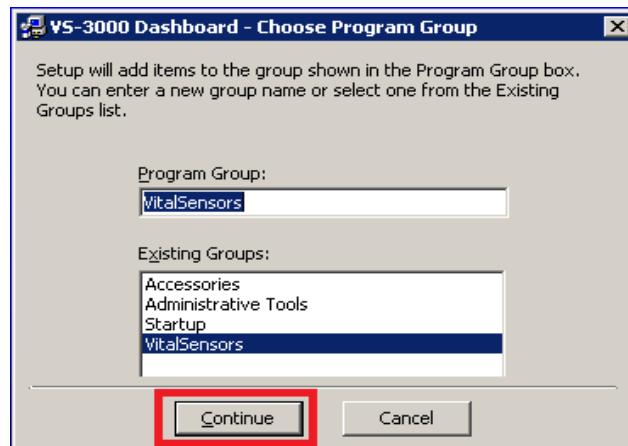 VS-3000 Dashboard - Choose Program Group
Setup will add items to the group shown in the Program Group box.
You can enter a new group name or select one from the Existing
Groups list.
Program Group:
VitalSensors
Existing Groups:
Accessories
Administrative Tools
Startup
VitalSensors
Continue
Cancel